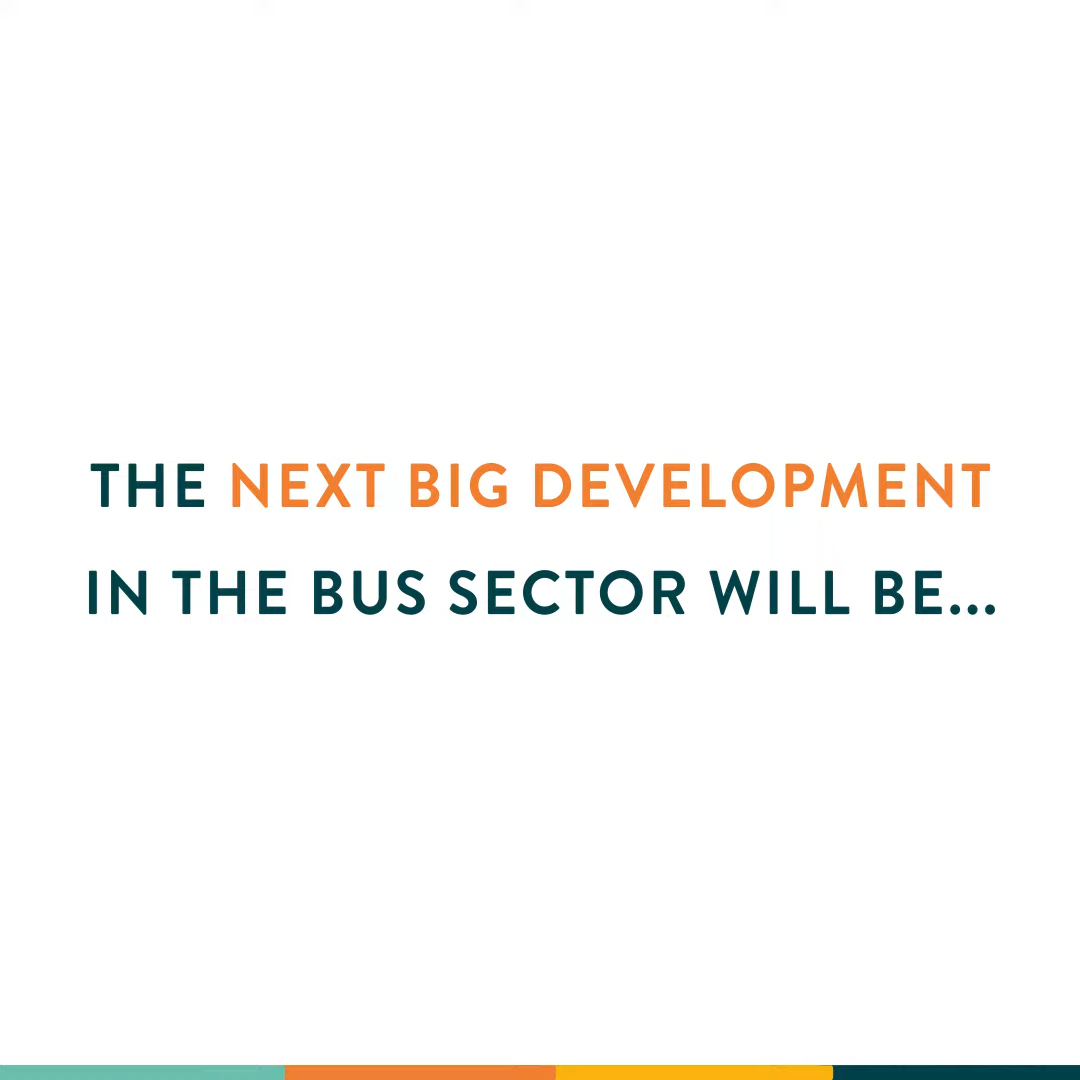 THE NEXT BIG DEVELOPMENT
IN THE BUS SECTOR WILL BE...